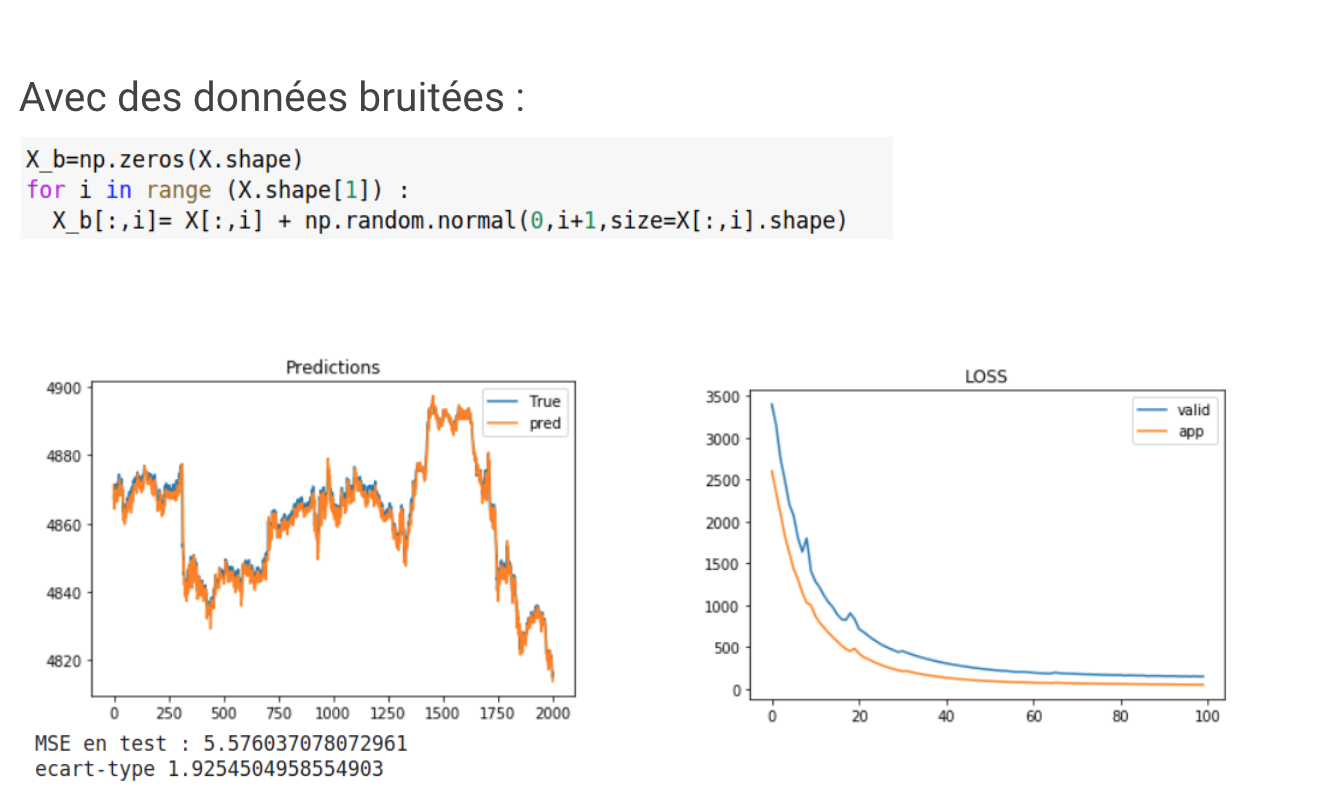 Avec des données bruitées :
X_b=np.zeros(X.shape)
for i in range (X.shape[1]) :
  X_b[:,i]= X[:,i] + np.random.normal(0,i+1,size=X[:,i].shape)
Predictions
4900
4880
4860
4840
4820
0 250 500 750 1000 1250 1500 1750 2000
True
pred
MSE en test : 5.576037078072961
ecart-type 1.9254504958554903
LOSS
3500
3000
2500
2000
1500
1000
500
0
0 20 40 60 80 100
valid
app